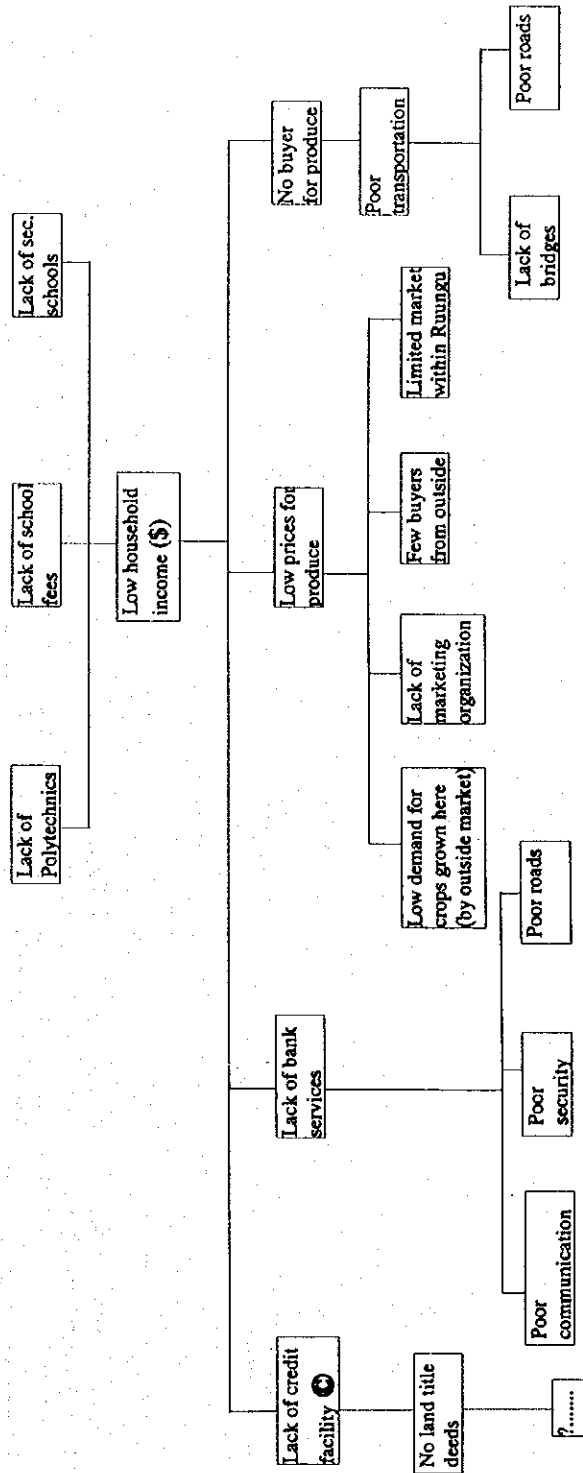 Lack of
Polytechnics
Lack of school
fees
Lack of sec.
schools
Low household
income ($)
Lack of credit
facility C
Lack of bank
services
Low prices for
produce
No buyer
for produce
No land title
deeds
?.......
Poor
communication
Poor
security
Poor roads
Low demand for
crops grown here
(by outside market)
Lack of
marketing
organization
Few buyers
from outside
Limited market
within Ruungu
Poor
transportation
Lack of
bridges
Poor roads